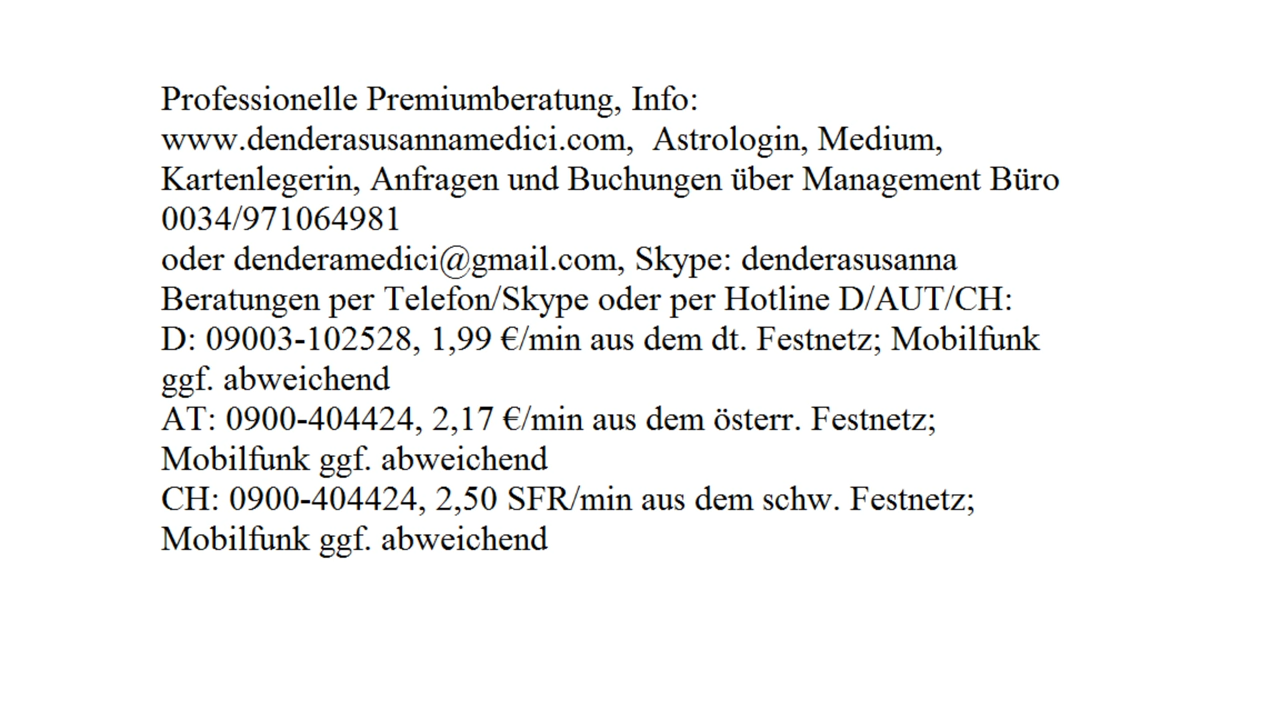 Professionelle Premiumberatung, Info:
www.denderasusannamedici.com,  Astrologin, Medium,
Kartenlegerin, Anfragen und Buchungen über Management Büro
0034/971064981
oder denderamedici@gmail.com, Skype: denderasusanna
Beratungen per Telefon/Skype oder per Hotline D/AUT/CH:
D: 09003-102528, 1,99 €/min aus dem dt. Festnetz; Mobilfunk
ggf. abweichend
AT: 0900-404424, 2,17 €/min aus dem österr. Festnetz;
Mobilfunk ggf. abweichend
CH: 0900-404424, 2,50 SFR/min aus dem schw. Festnetz;
Mobilfunk ggf. abweichend